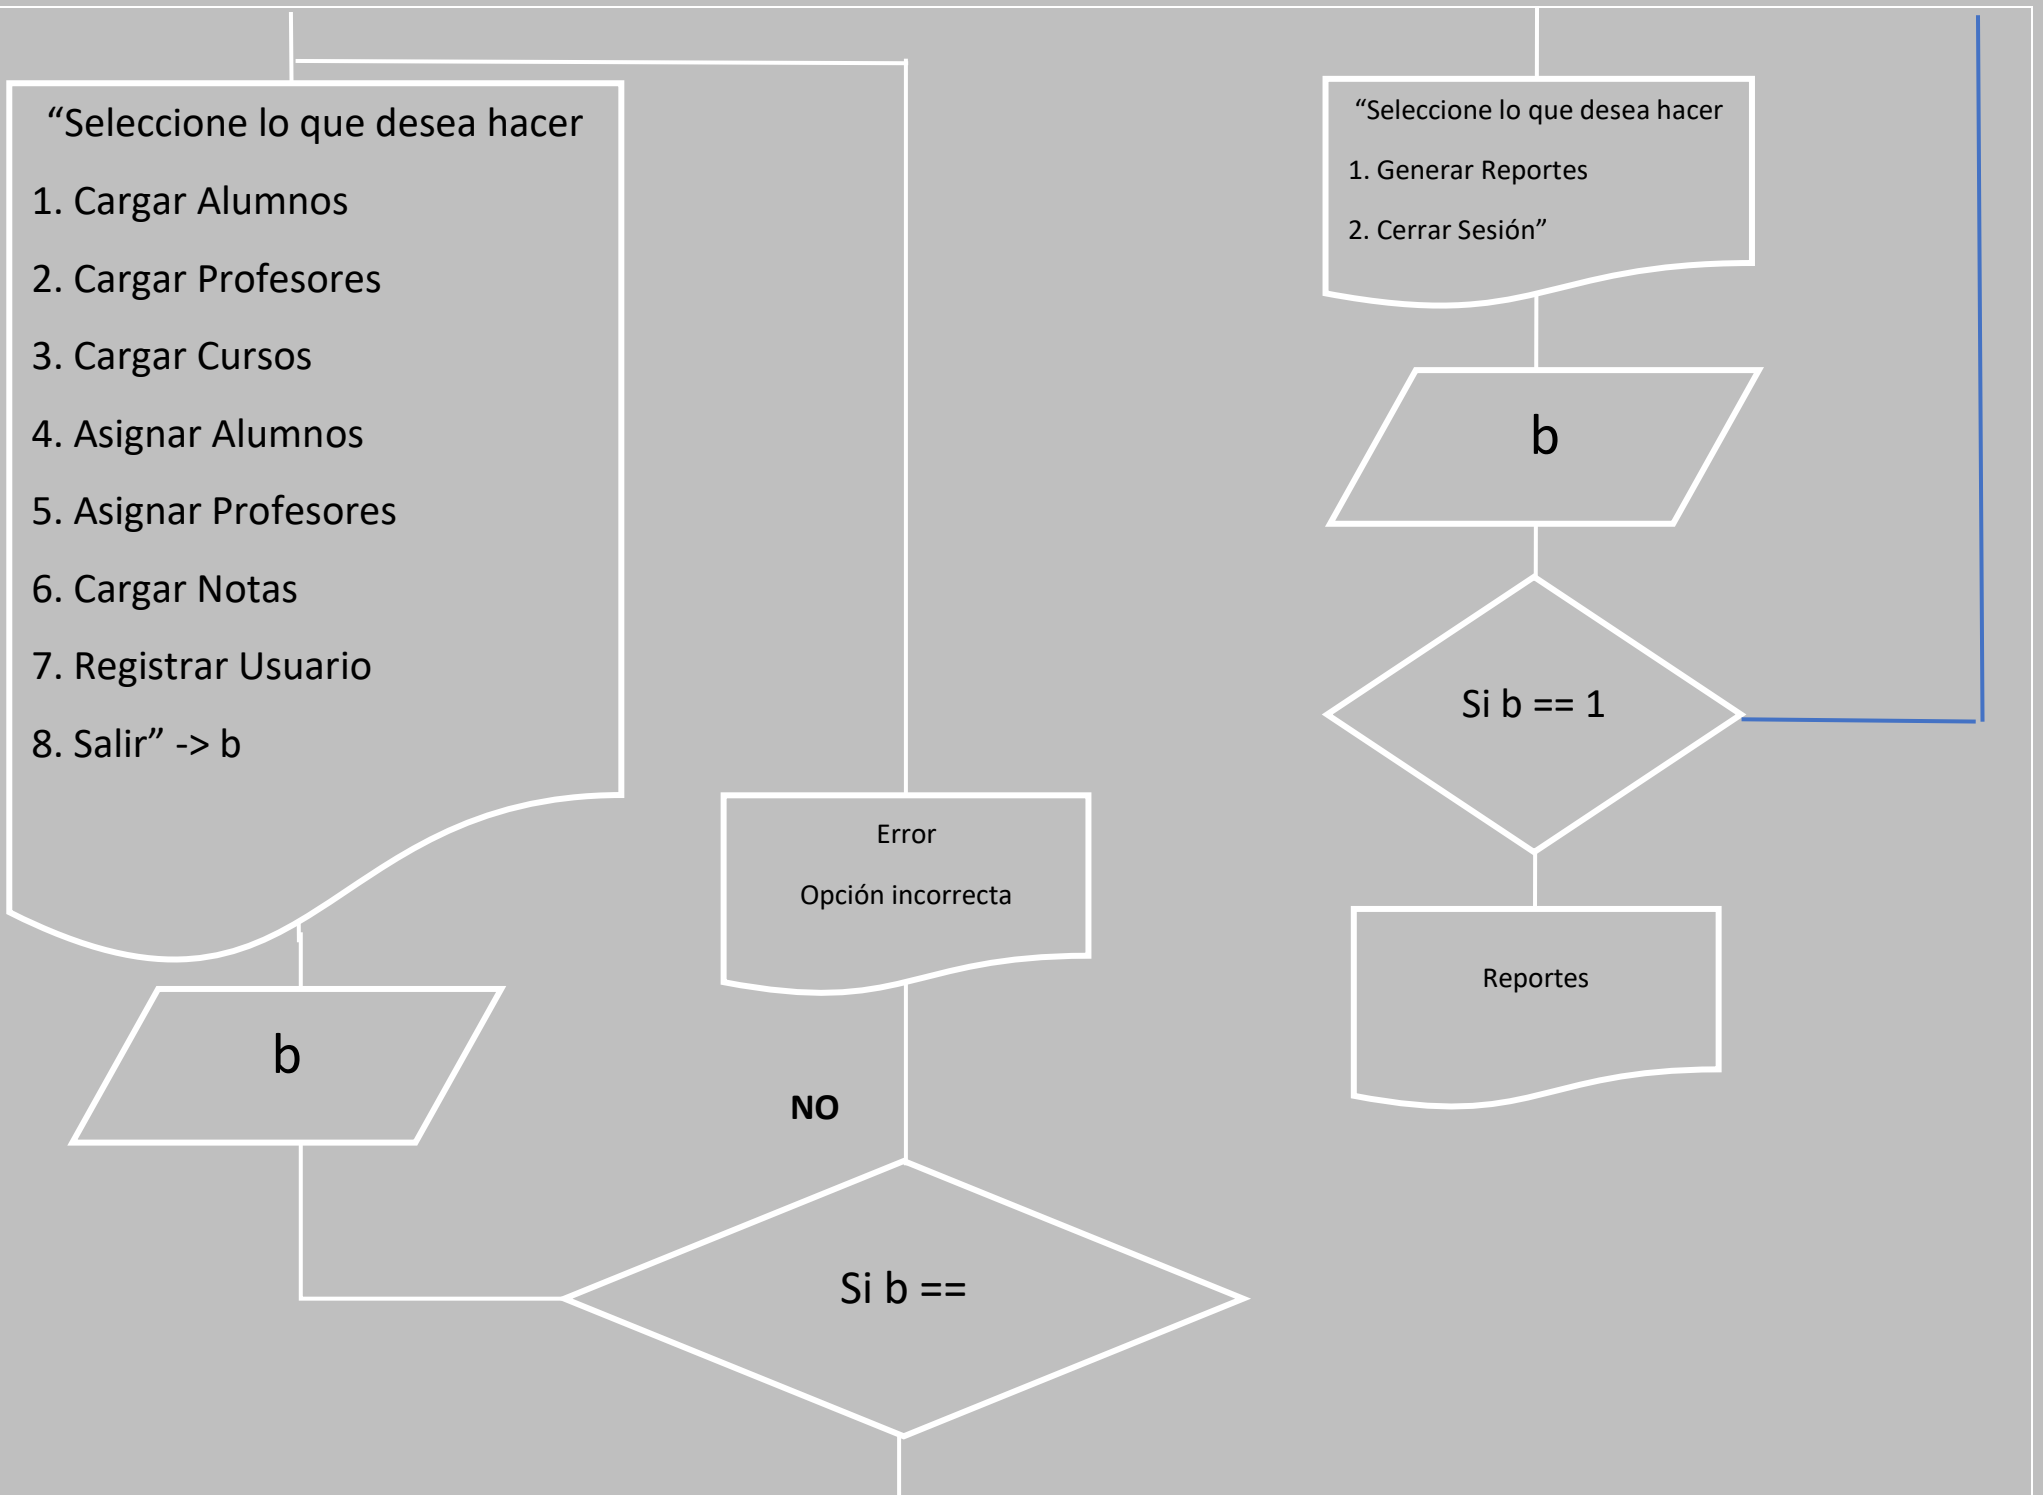 “Seleccione lo que desea hacer
1. Cargar Alumnos
2. Cargar Profesores
3. Cargar Cursos
4. Asignar Alumnos
5. Asignar Profesores
6. Cargar Notas
7. Registrar Usuario
8. Salir” -> b
b
Error
Opción incorrecta
NO
Si b ==
“Seleccione lo que desea hacer
1. Generar Reportes
2. Cerrar Sesión”
b
Si b == 1
Reportes